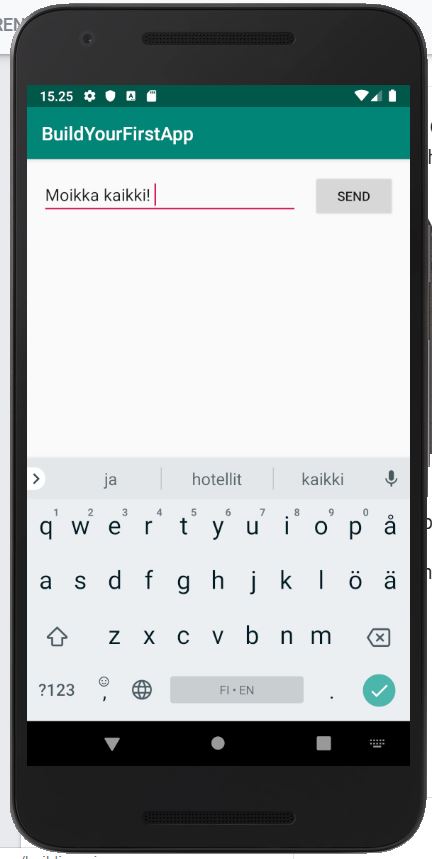 15.25
BuildYourFirstApp
Moikka kaikki!
SEND
ja hotellit kaikki
1 2 3 4 5 6 7 8 9 0
q w e r t y u i o p å
a s d f g h j k l ö ä
z x c v b n m
?123 , FI • EN .